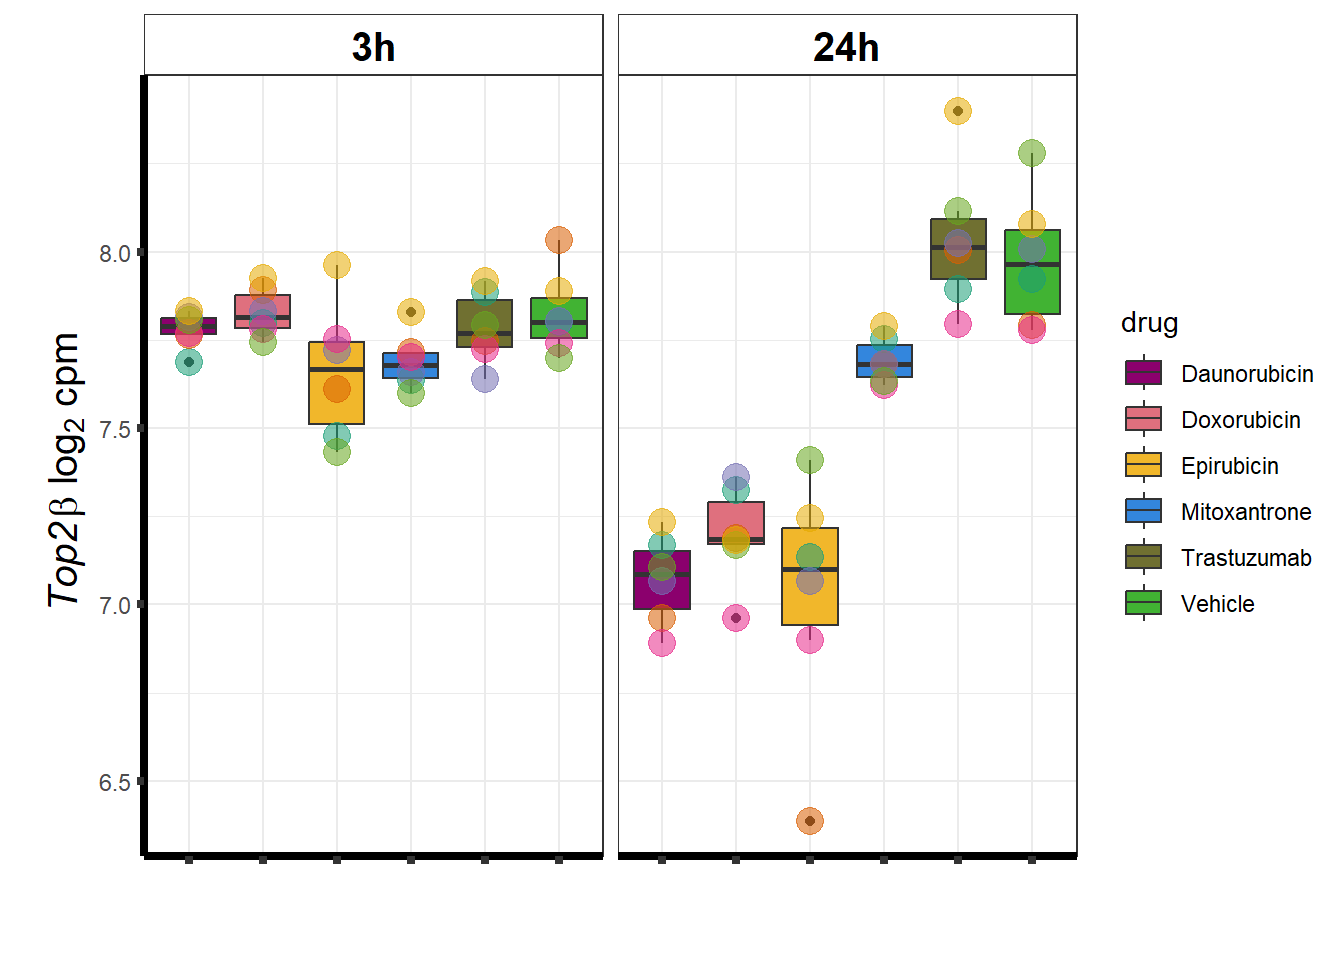 3h
24h
8.0
7.5
7.0
6.5
Top2β log₂ cpm
drug
Daunorubicin
Doxorubicin
Epirubicin
Mitoxantrone
Trastuzumab
Vehicle